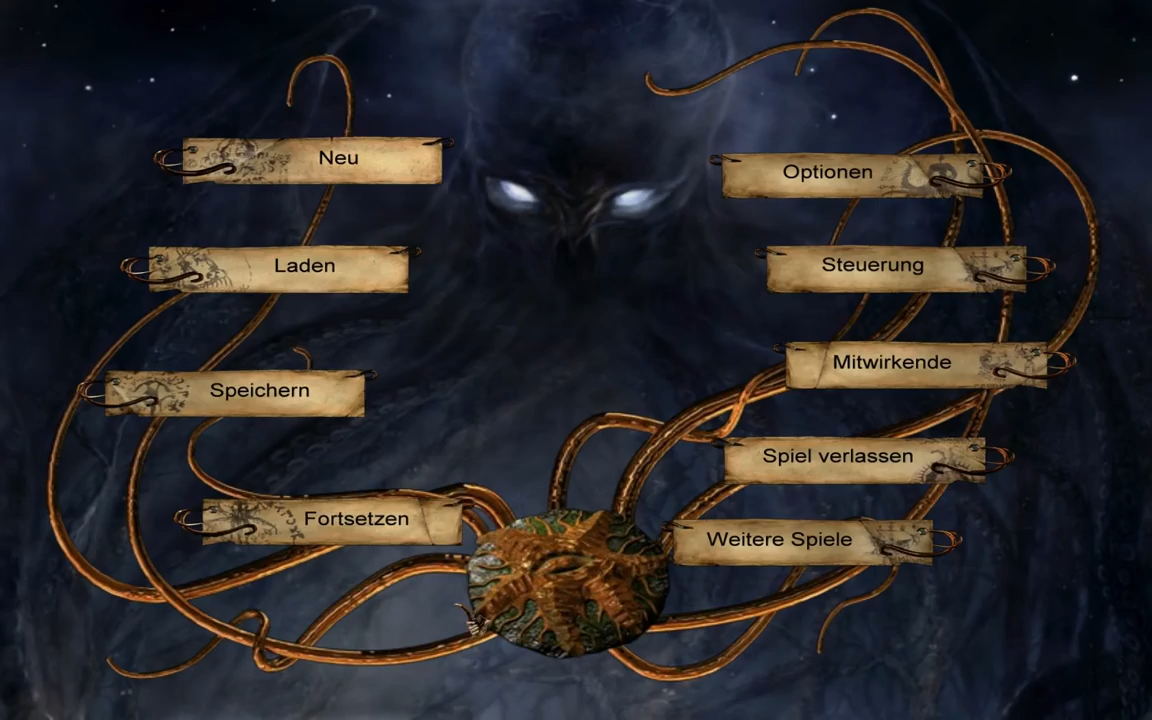 Neu
Laden
Speichern
Fortsetzen
Optionen
Steuerung
Mitwirkende
Spiel verlassen
Weitere Spiele